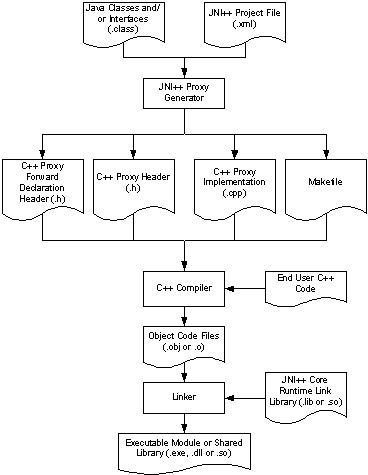 Java Classes and/
or Interfaces
(.class)
JNI++ Project File
(.xml)
JNI++ Proxy
Generator
C++ Proxy
Forward
Declaration
Header (.h)
C++ Proxy Header
(.h)
C++ Proxy
Implementation
(.cpp)
Makefile
C++ Compiler
End User C++
Code
Object Code Files
(.obj or .o)
Linker
JNI++ Core
Runtime Link
Library (.lib or .so)
Executable Module or Shared
Library (.exe, .dll or .so)